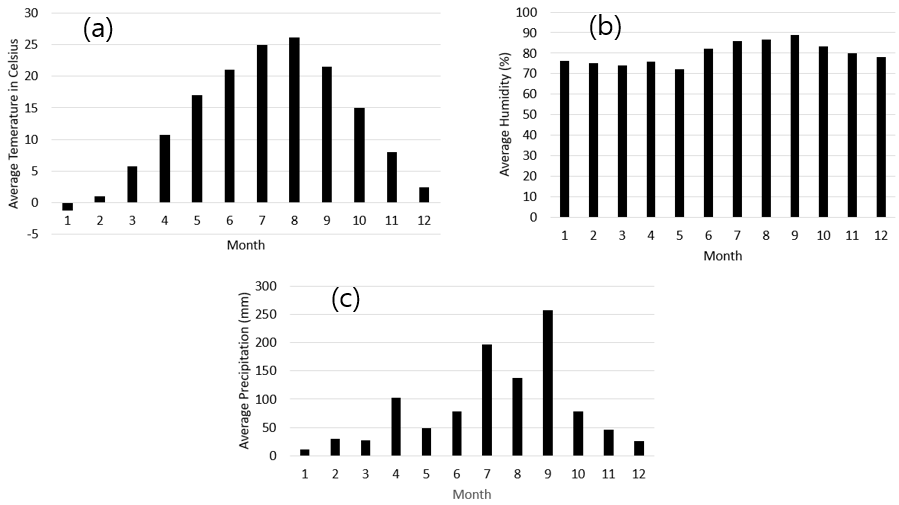 (a)
Average Temerature in Celsius
30
25
20
15
10
5
0
-5
1 2 3 4 5 6 7 8 9 10 11 12
Month
(b)
Average Humidity (%)
100
90
80
70
60
50
40
30
20
10
0
1 2 3 4 5 6 7 8 9 10 11 12
Month
(c)
Average Precipitation (mm)
300
250
200
150
100
50
0
1 2 3 4 5 6 7 8 9 10 11 12
Month